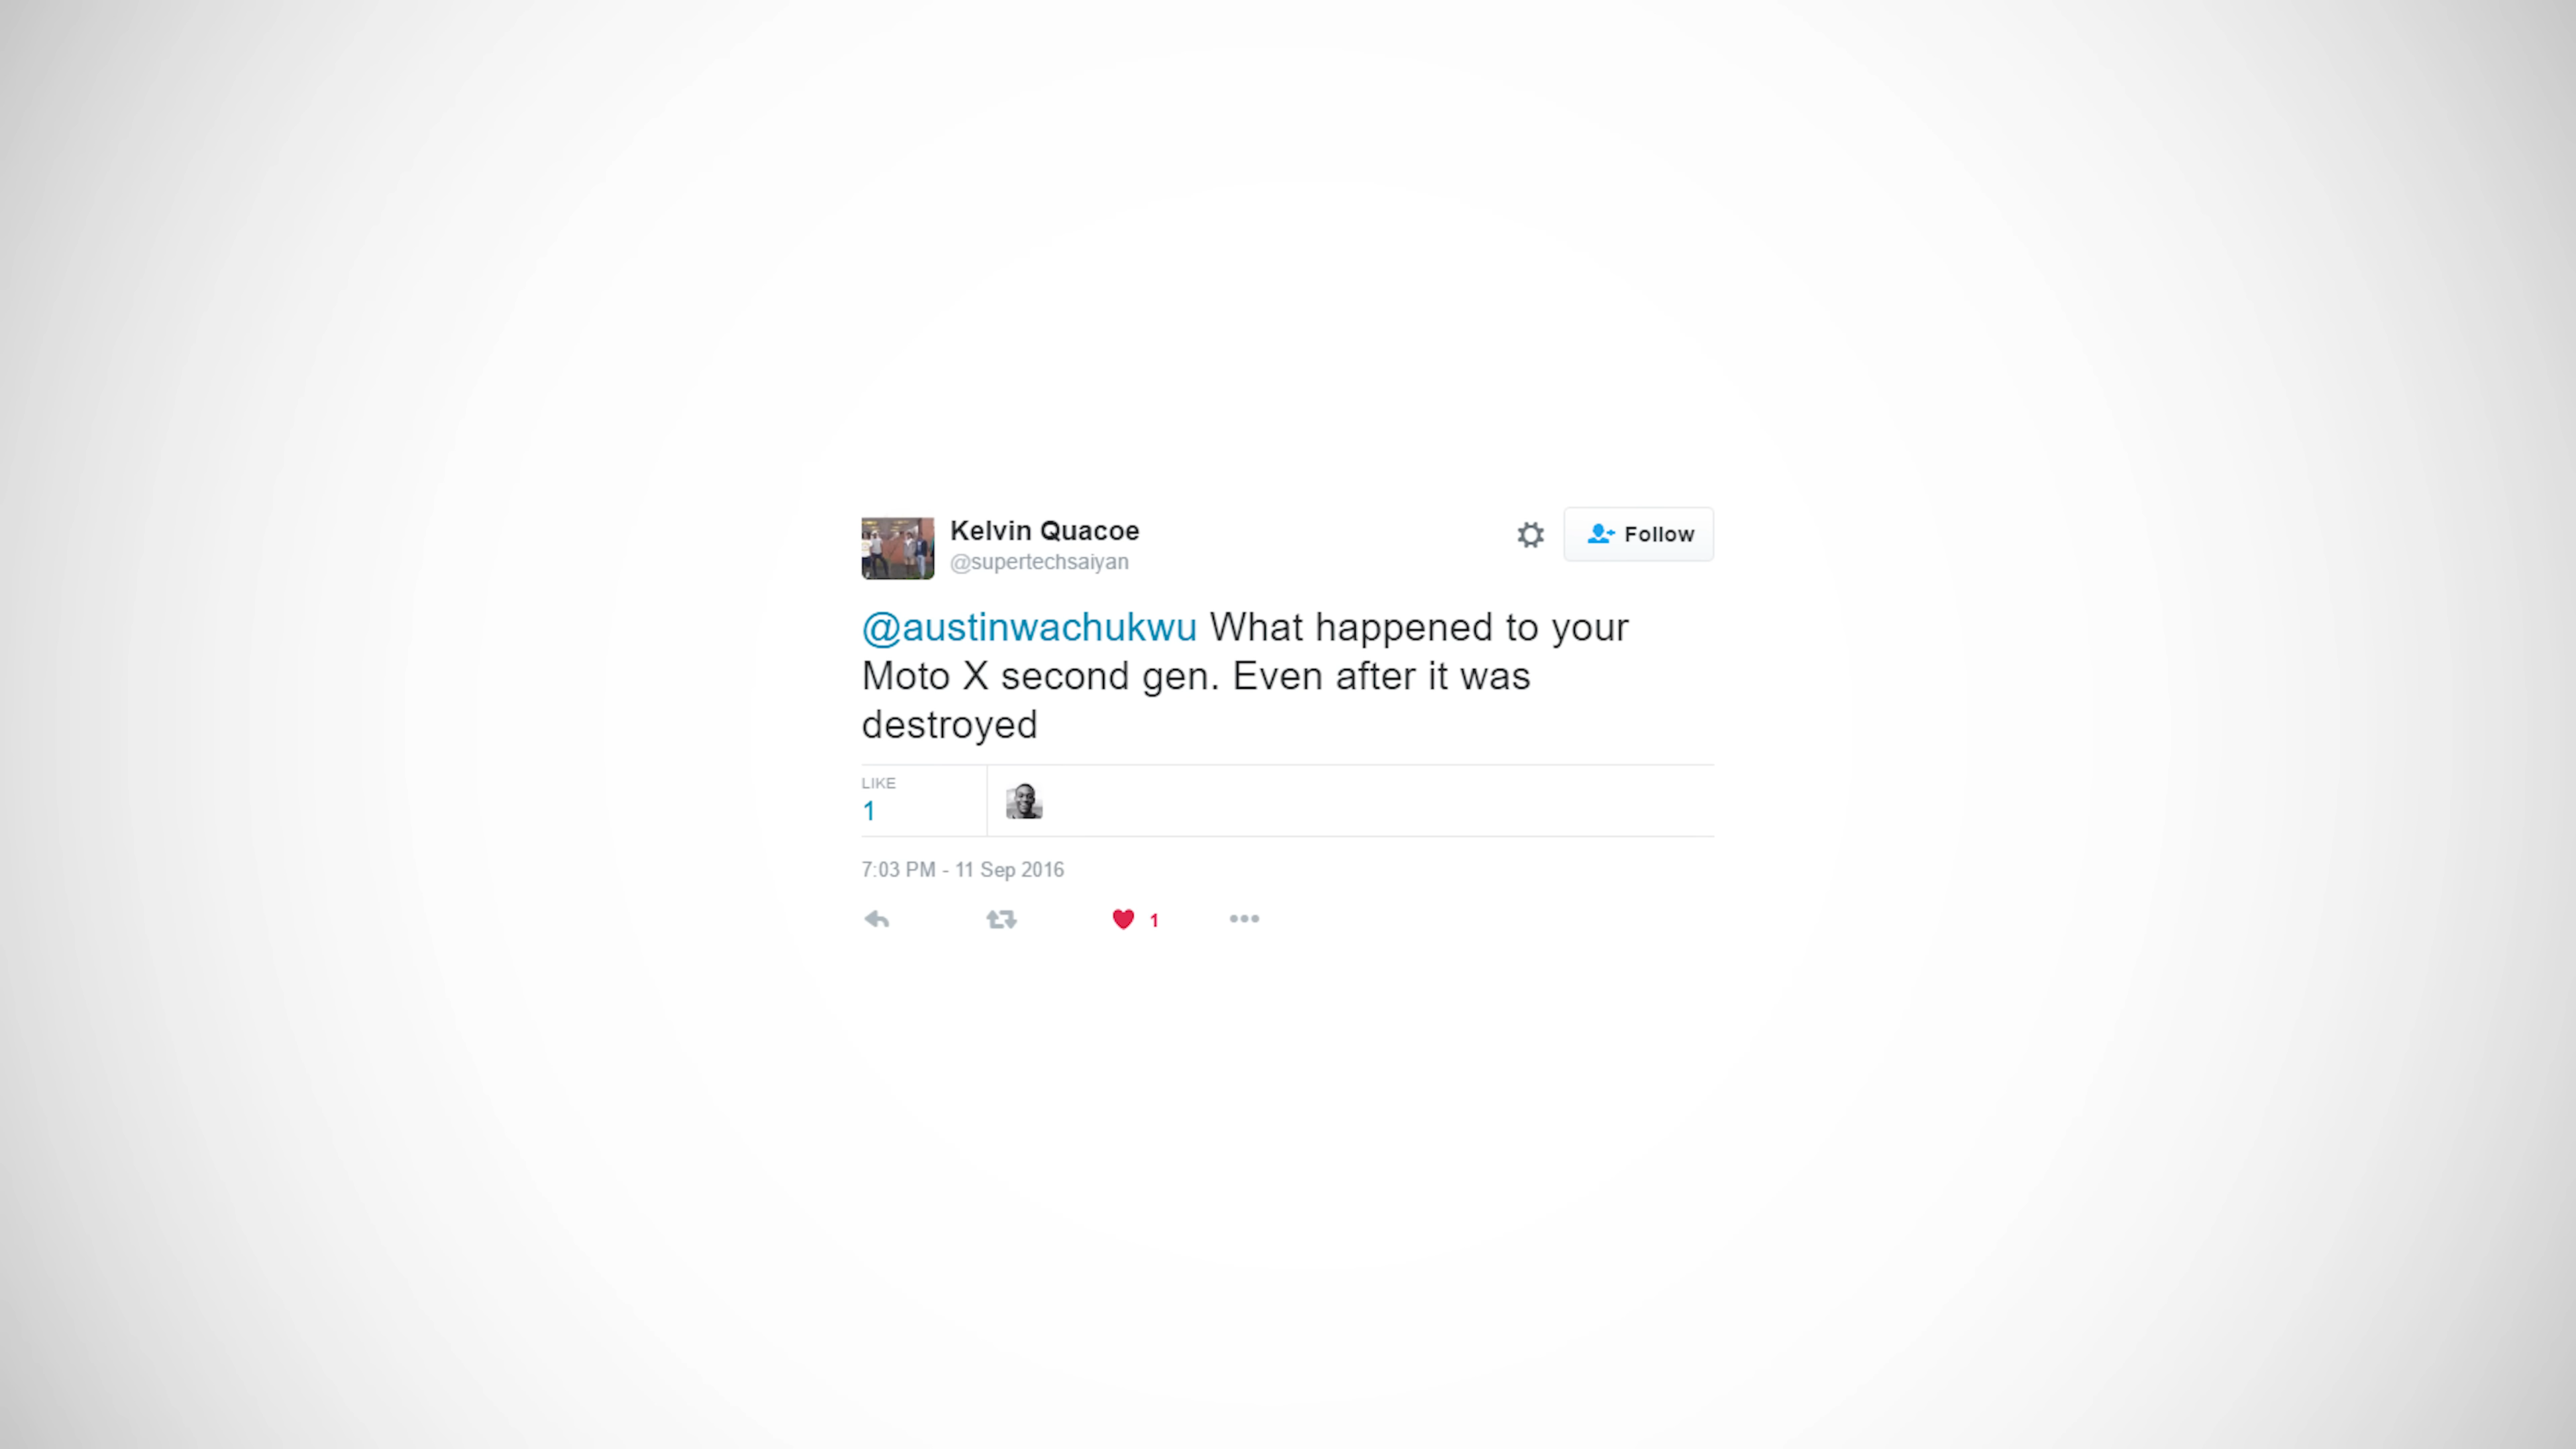 Kelvin Quacoe
@supertechsaiyan
Follow
@austinwachukwu What happened to your
Moto X second gen. Even after it was
destroyed
LIKE
1
7:03 PM - 11 Sep 2016
1